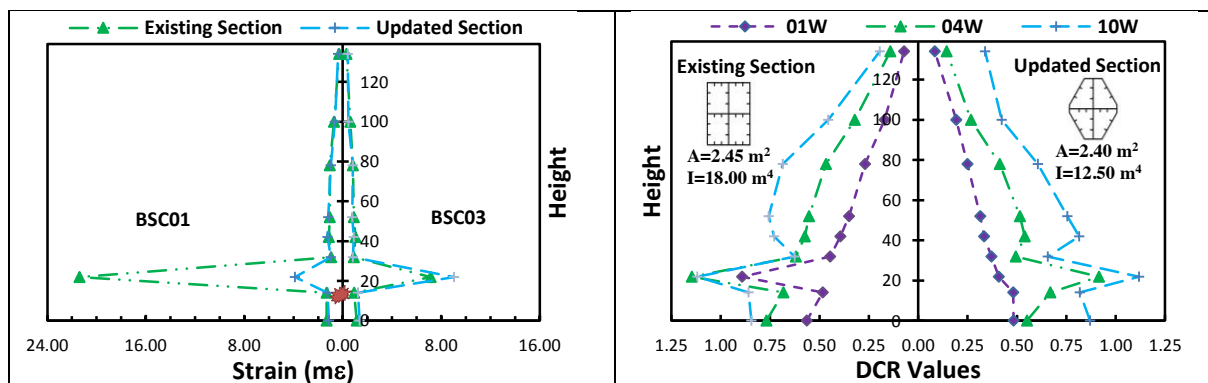 Existing Section Updated Section
120
100
80
60
40
20
0
Height
BSC01
BSC03
24.00 16.00 8.00 0.00 8.00 16.00
Strain (mε)
01W 04W 10W
Existing Section
A=2.45 m²
I=18.00 m⁴
Updated Section
A=2.40 m²
I=12.50 m⁴
Height
120
100
80
60
40
20
0
1.25 1.00 0.75 0.50 0.25 0.00 0.25 0.50 0.75 1.00 1.25
DCR Values